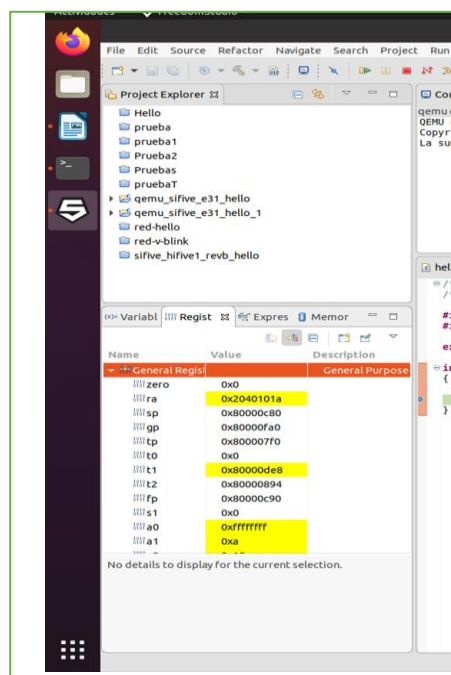 File Edit Source Refactor Navigate Search Project Run
Project Explorer
Hello
prueba
prueba1
Prueba2
Pruebas
pruebaT
qemu_sifive_e31_hello
qemu_sifive_e31_hello_1
red-hello
red-v-blink
sifive_hifive1_revb_hello
Con
QEMU
Copyr
La su
hel
(x)= Variabl Regist Expres Memor
Name Value Description
General Regist General Purpose
zero 0x0
ra 0x2040101a
sp 0x80000c80
gp 0x80000fa0
tp 0x800007f0
t0 0x0
t1 0x80000de8
t2 0x80000894
fp 0x80000c90
s1 0x0
a0 0xffffffff
a1 0xa
No details to display for the current selection.